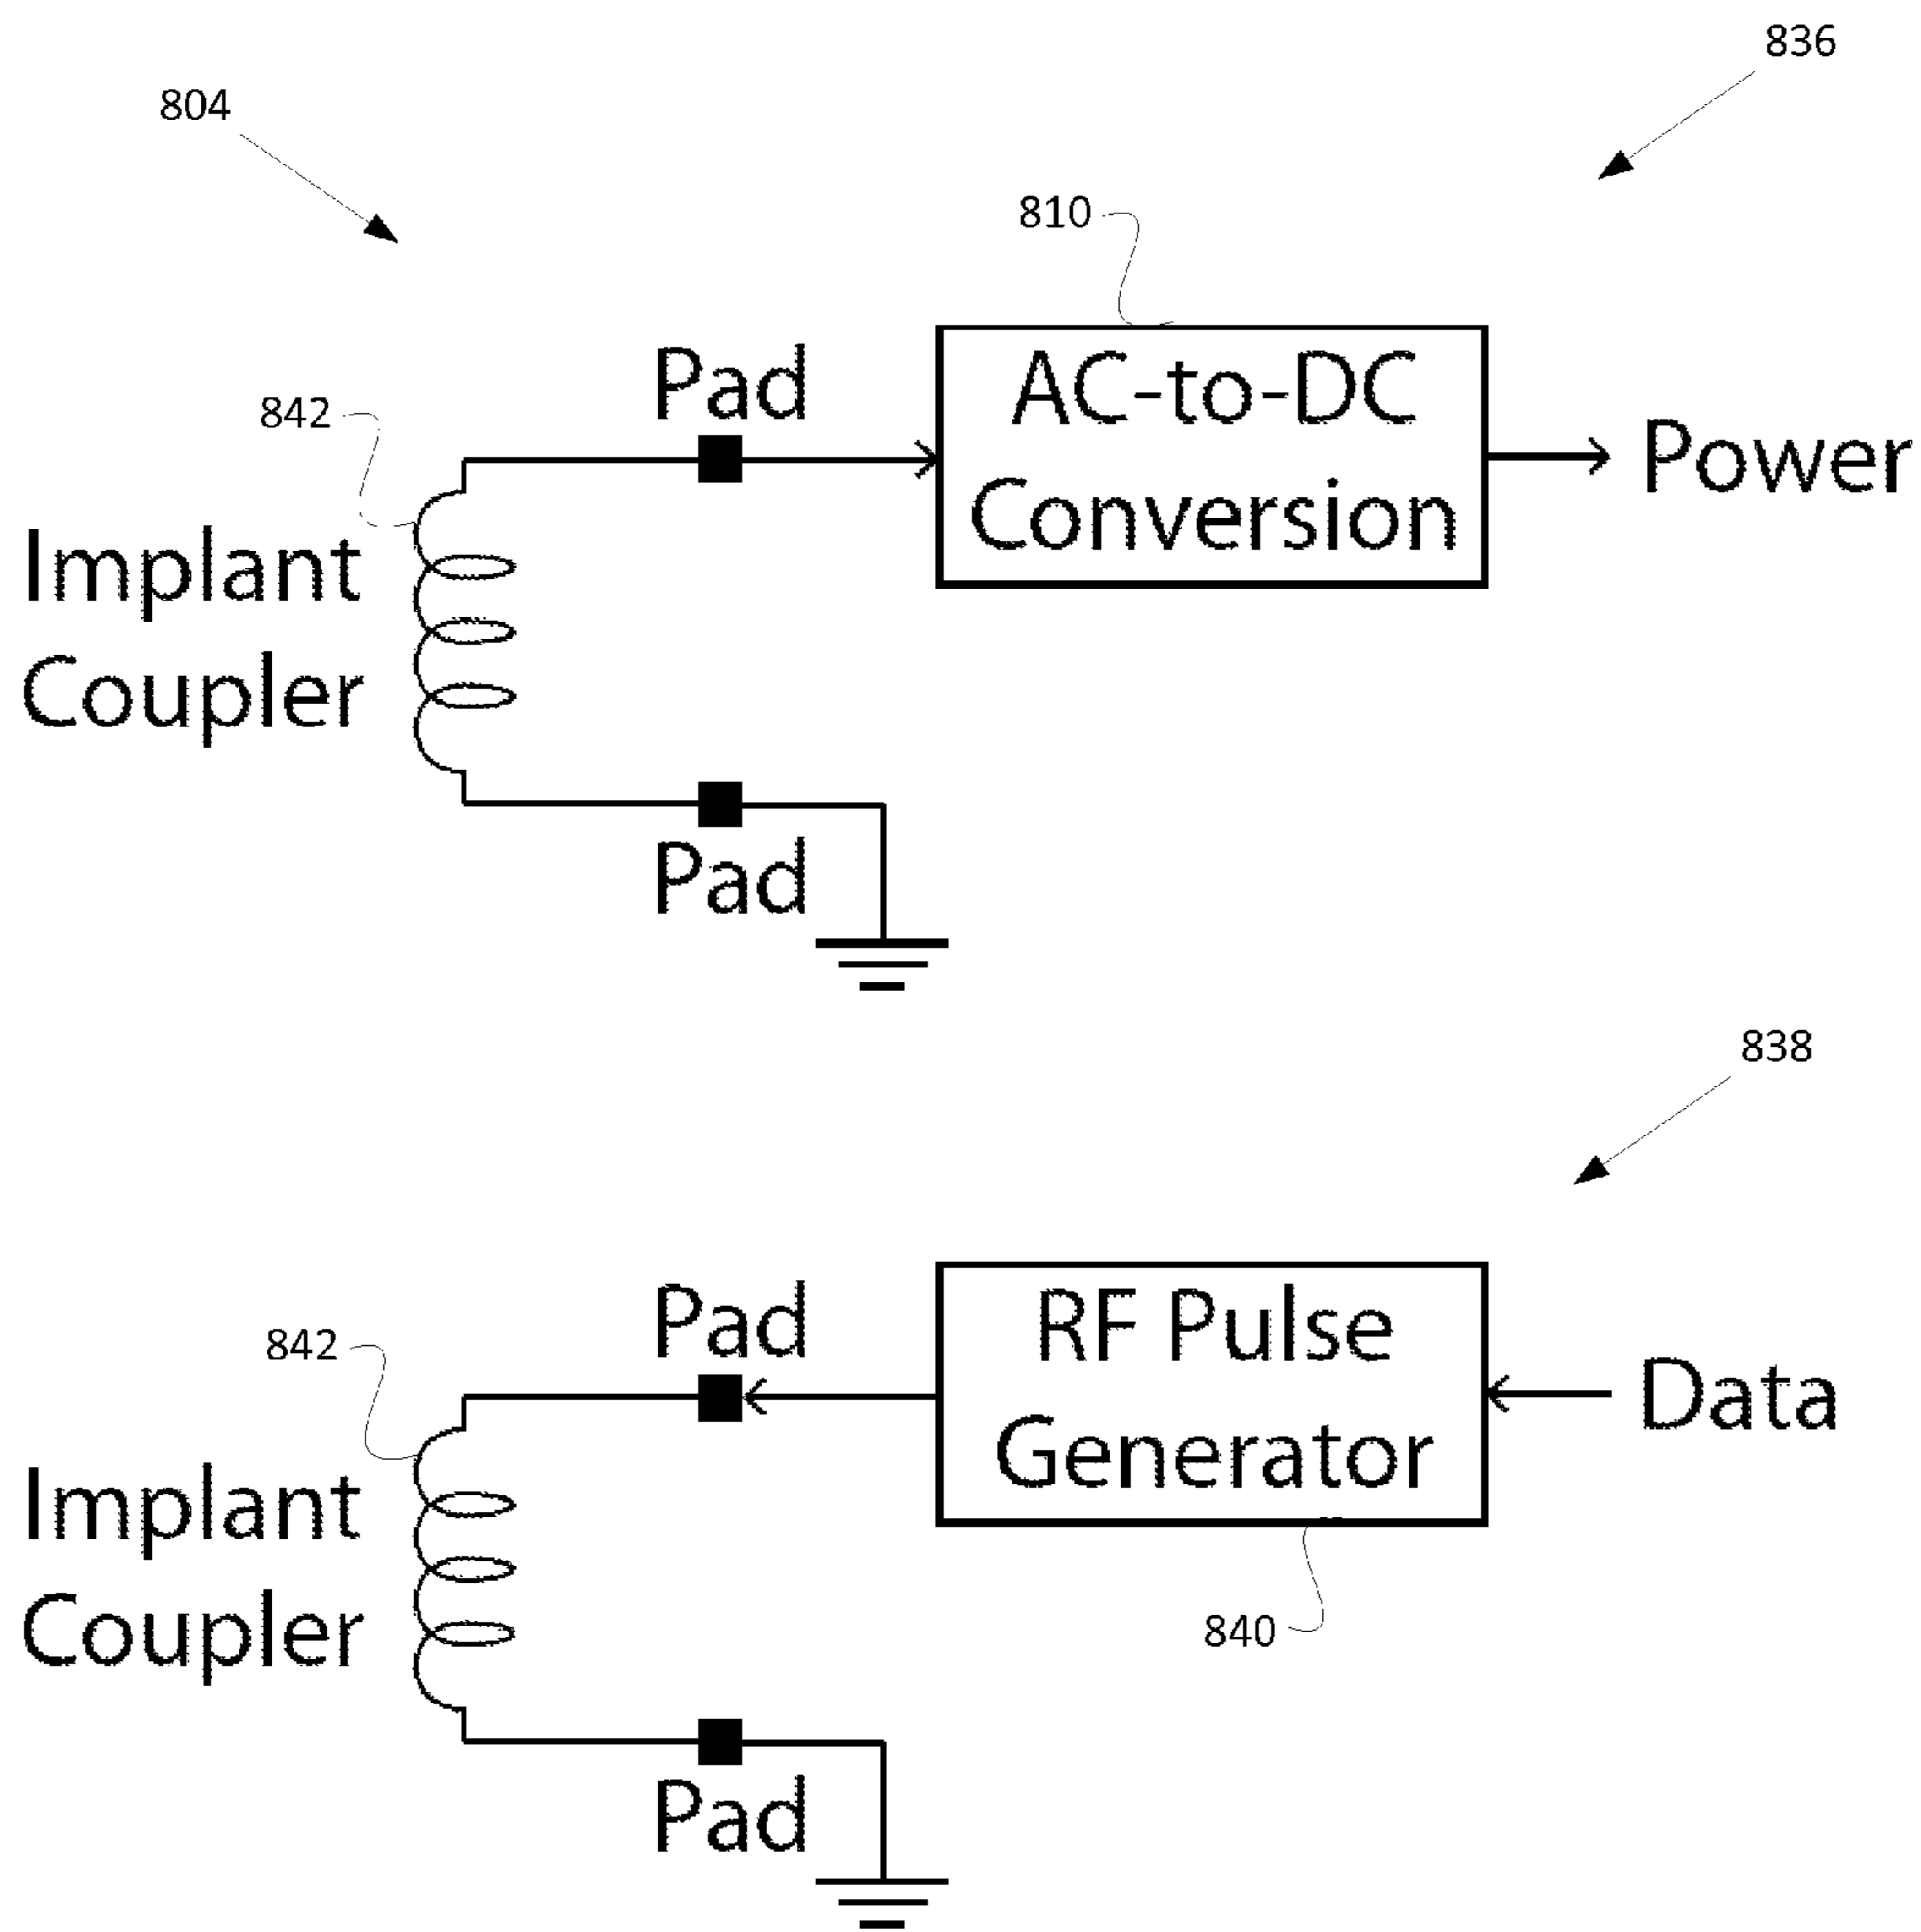 836
804
810
Pad
AC-to-DC
Conversion
Power
842
Implant
Coupler
Pad
838
Pad
RF Pulse
Generator
Data
842
Implant
Coupler
840
Pad